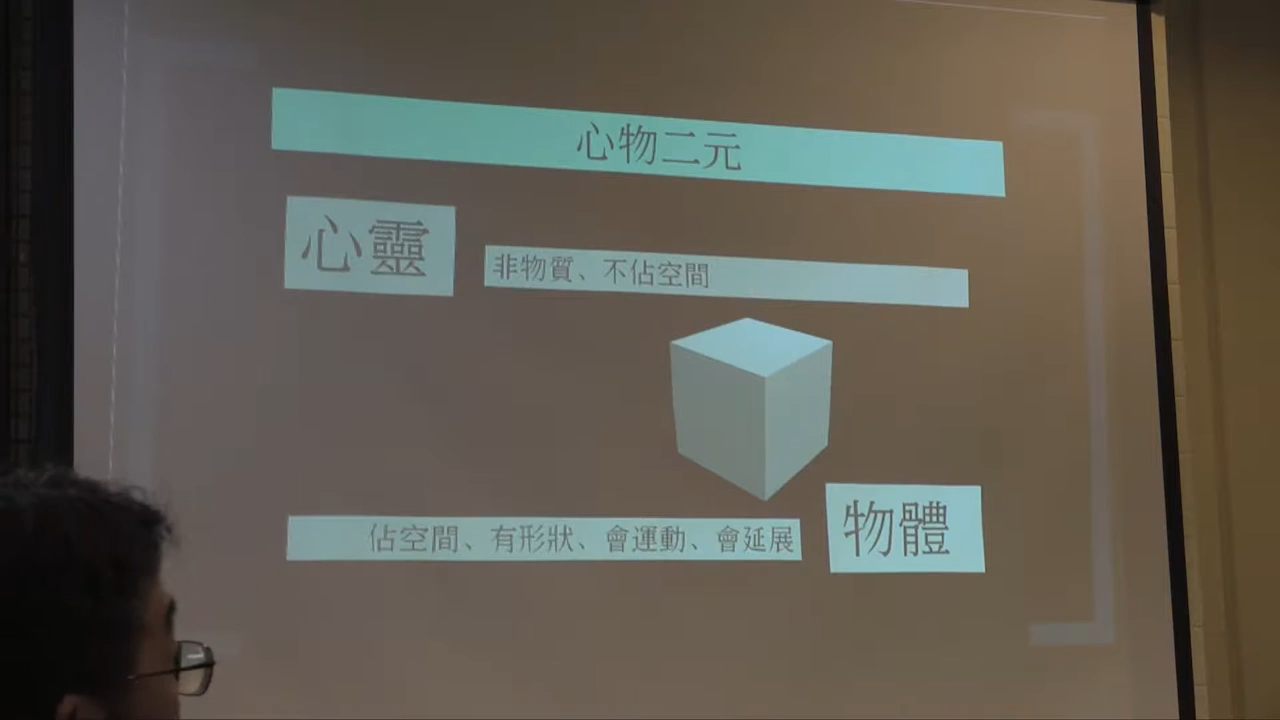 心物二元
心靈
非物質、不佔空間
佔空間、有形狀、會運動、會延展
物體